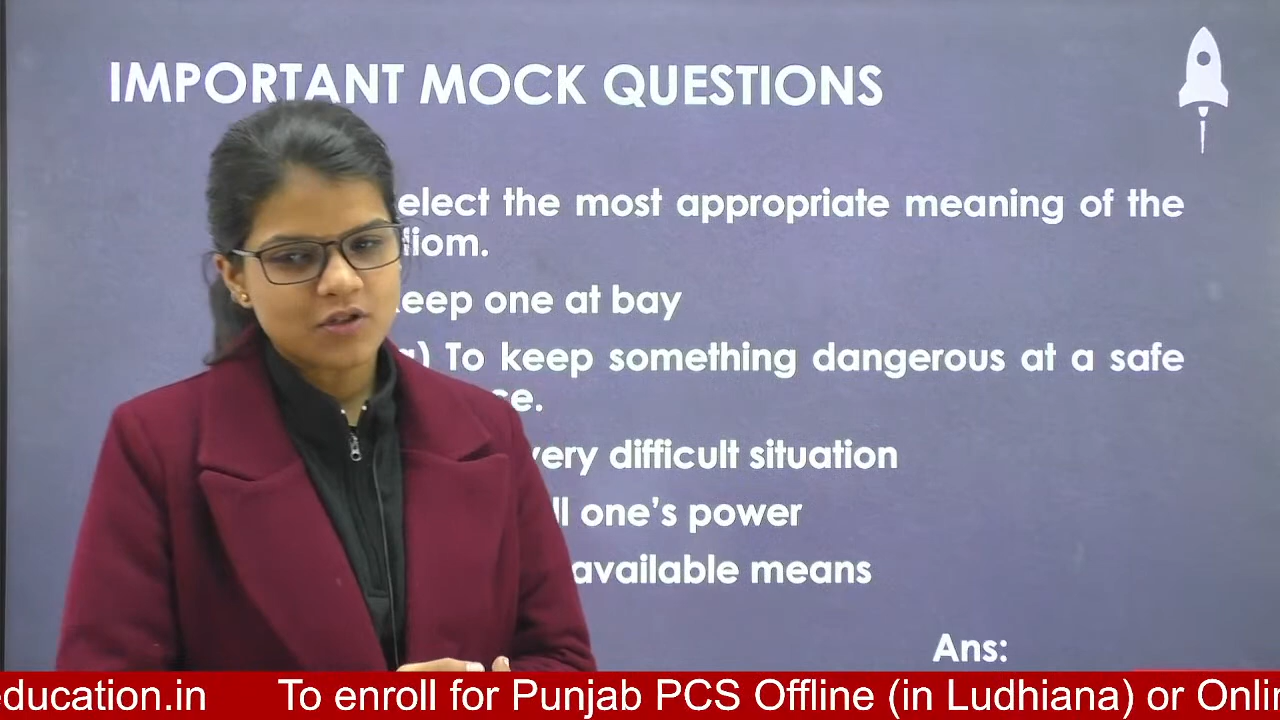 IMPORTANT MOCK QUESTIONS
elect the most appropriate meaning of the
diom.
eep one at bay
a) To keep something dangerous at a safe
ce.
very difficult situation
ll one's power
available means
Ans:
education.in To enroll for Punjab PCS Offline (in Ludhiana) or Onlin